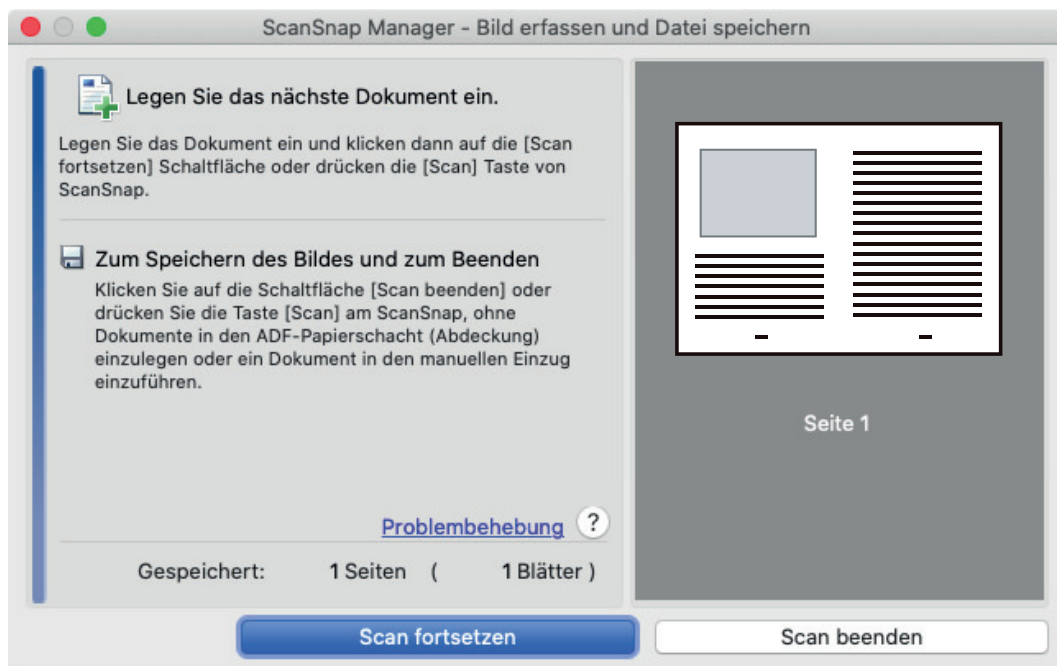 ScanSnap Manager - Bild erfassen und Datei speichern
Legen Sie das nächste Dokument ein.
Legen Sie das Dokument ein und klicken dann auf die [Scan
fortsetzen] Schaltfläche oder drücken die [Scan] Taste von
ScanSnap.
Zum Speichern des Bildes und zum Beenden
Klicken Sie auf die Schaltfläche [Scan beenden] oder
drücken Sie die Taste [Scan] am ScanSnap, ohne
Dokumente in den ADF-Papierschacht (Abdeckung)
einzulegen oder ein Dokument in den manuellen Einzug
einzuführen.
Seite 1
Problembehebung ?
Gespeichert: 1 Seiten ( 1 Blätter )
Scan fortsetzen
Scan beenden